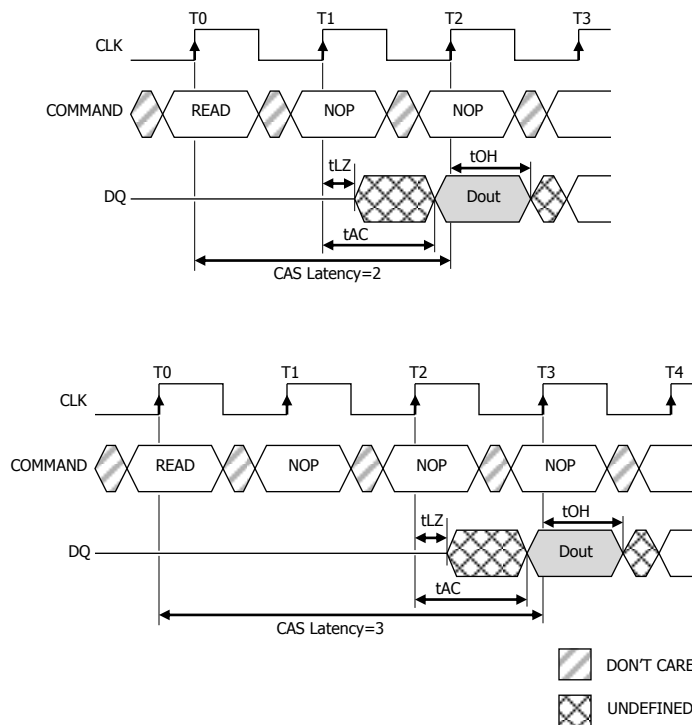 T0 T1 T2 T3
CLK
COMMAND READ NOP NOP
tLZ tOH
DQ Dout
tAC
CAS Latency=2
T0 T1 T2 T3 T4
CLK
COMMAND READ NOP NOP NOP
tLZ tOH
DQ Dout
tAC
CAS Latency=3
DON'T CARE
UNDEFINED